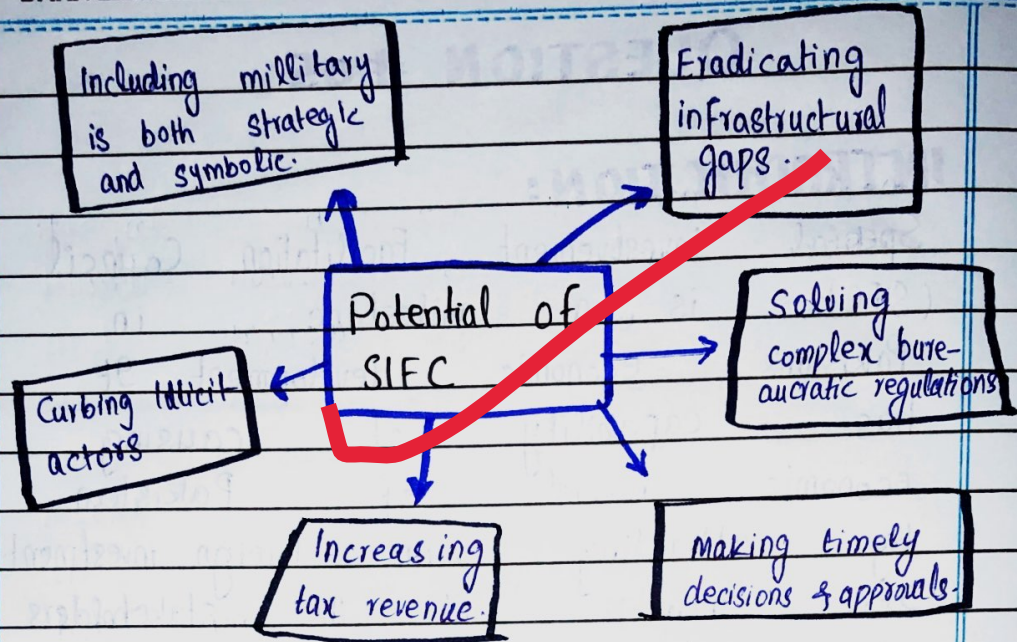 Including millitary
is both strategic
and symbolic.
Eradicating
infrastructural
gaps.
Potential of
SIFC
Solving
complex bure-
aucratic regulations
Curbing
actors
Increasing
tax revenue.
Making timely
decisions & approvals.